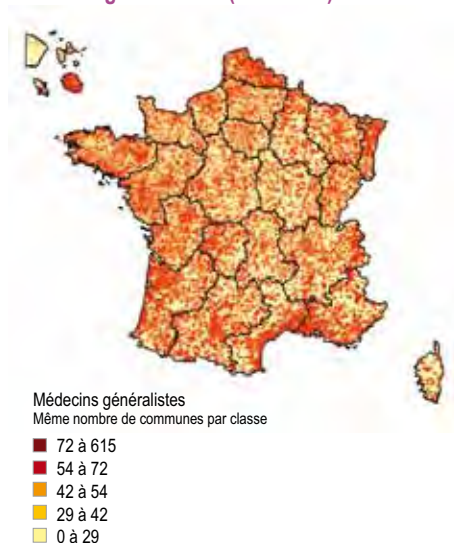 Médecins généralistes
Même nombre de communes par classe
72 à 615
54 à 72
42 à 54
29 à 42
0 à 29